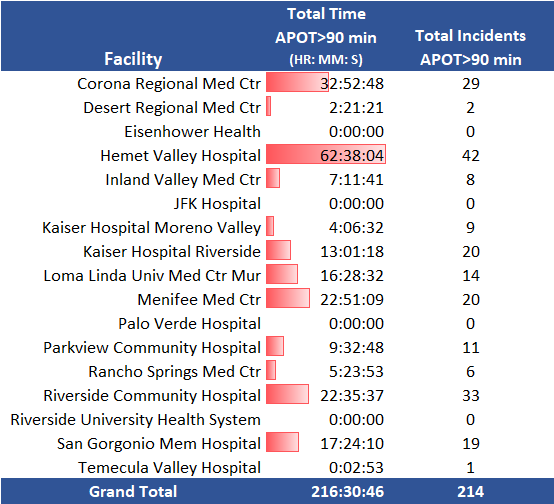 Total Time
APOT>90 min
Total Incidents
Facility (HR: MM: S) APOT>90 min
Corona Regional Med Ctr 32:52:48 29
Desert Regional Med Ctr 2:21:21 2
Eisenhower Health 0:00:00 0
Hemet Valley Hospital 62:38:04 42
Inland Valley Med Ctr 7:11:41 8
JFK Hospital 0:00:00 0
Kaiser Hospital Moreno Valley 4:06:32 9
Kaiser Hospital Riverside 13:01:18 20
Loma Linda Univ Med Ctr Mur 16:28:32 14
Menifee Med Ctr 22:51:09 20
Palo Verde Hospital 0:00:00 0
Parkview Community Hospital 9:32:48 11
Rancho Springs Med Ctr 5:23:53 6
Riverside Community Hospital 22:35:37 33
Riverside University Health System 0:00:00 0
San Gorgonio Mem Hospital 17:24:10 19
Temecula Valley Hospital 0:02:53 1
Grand Total 216:30:46 214